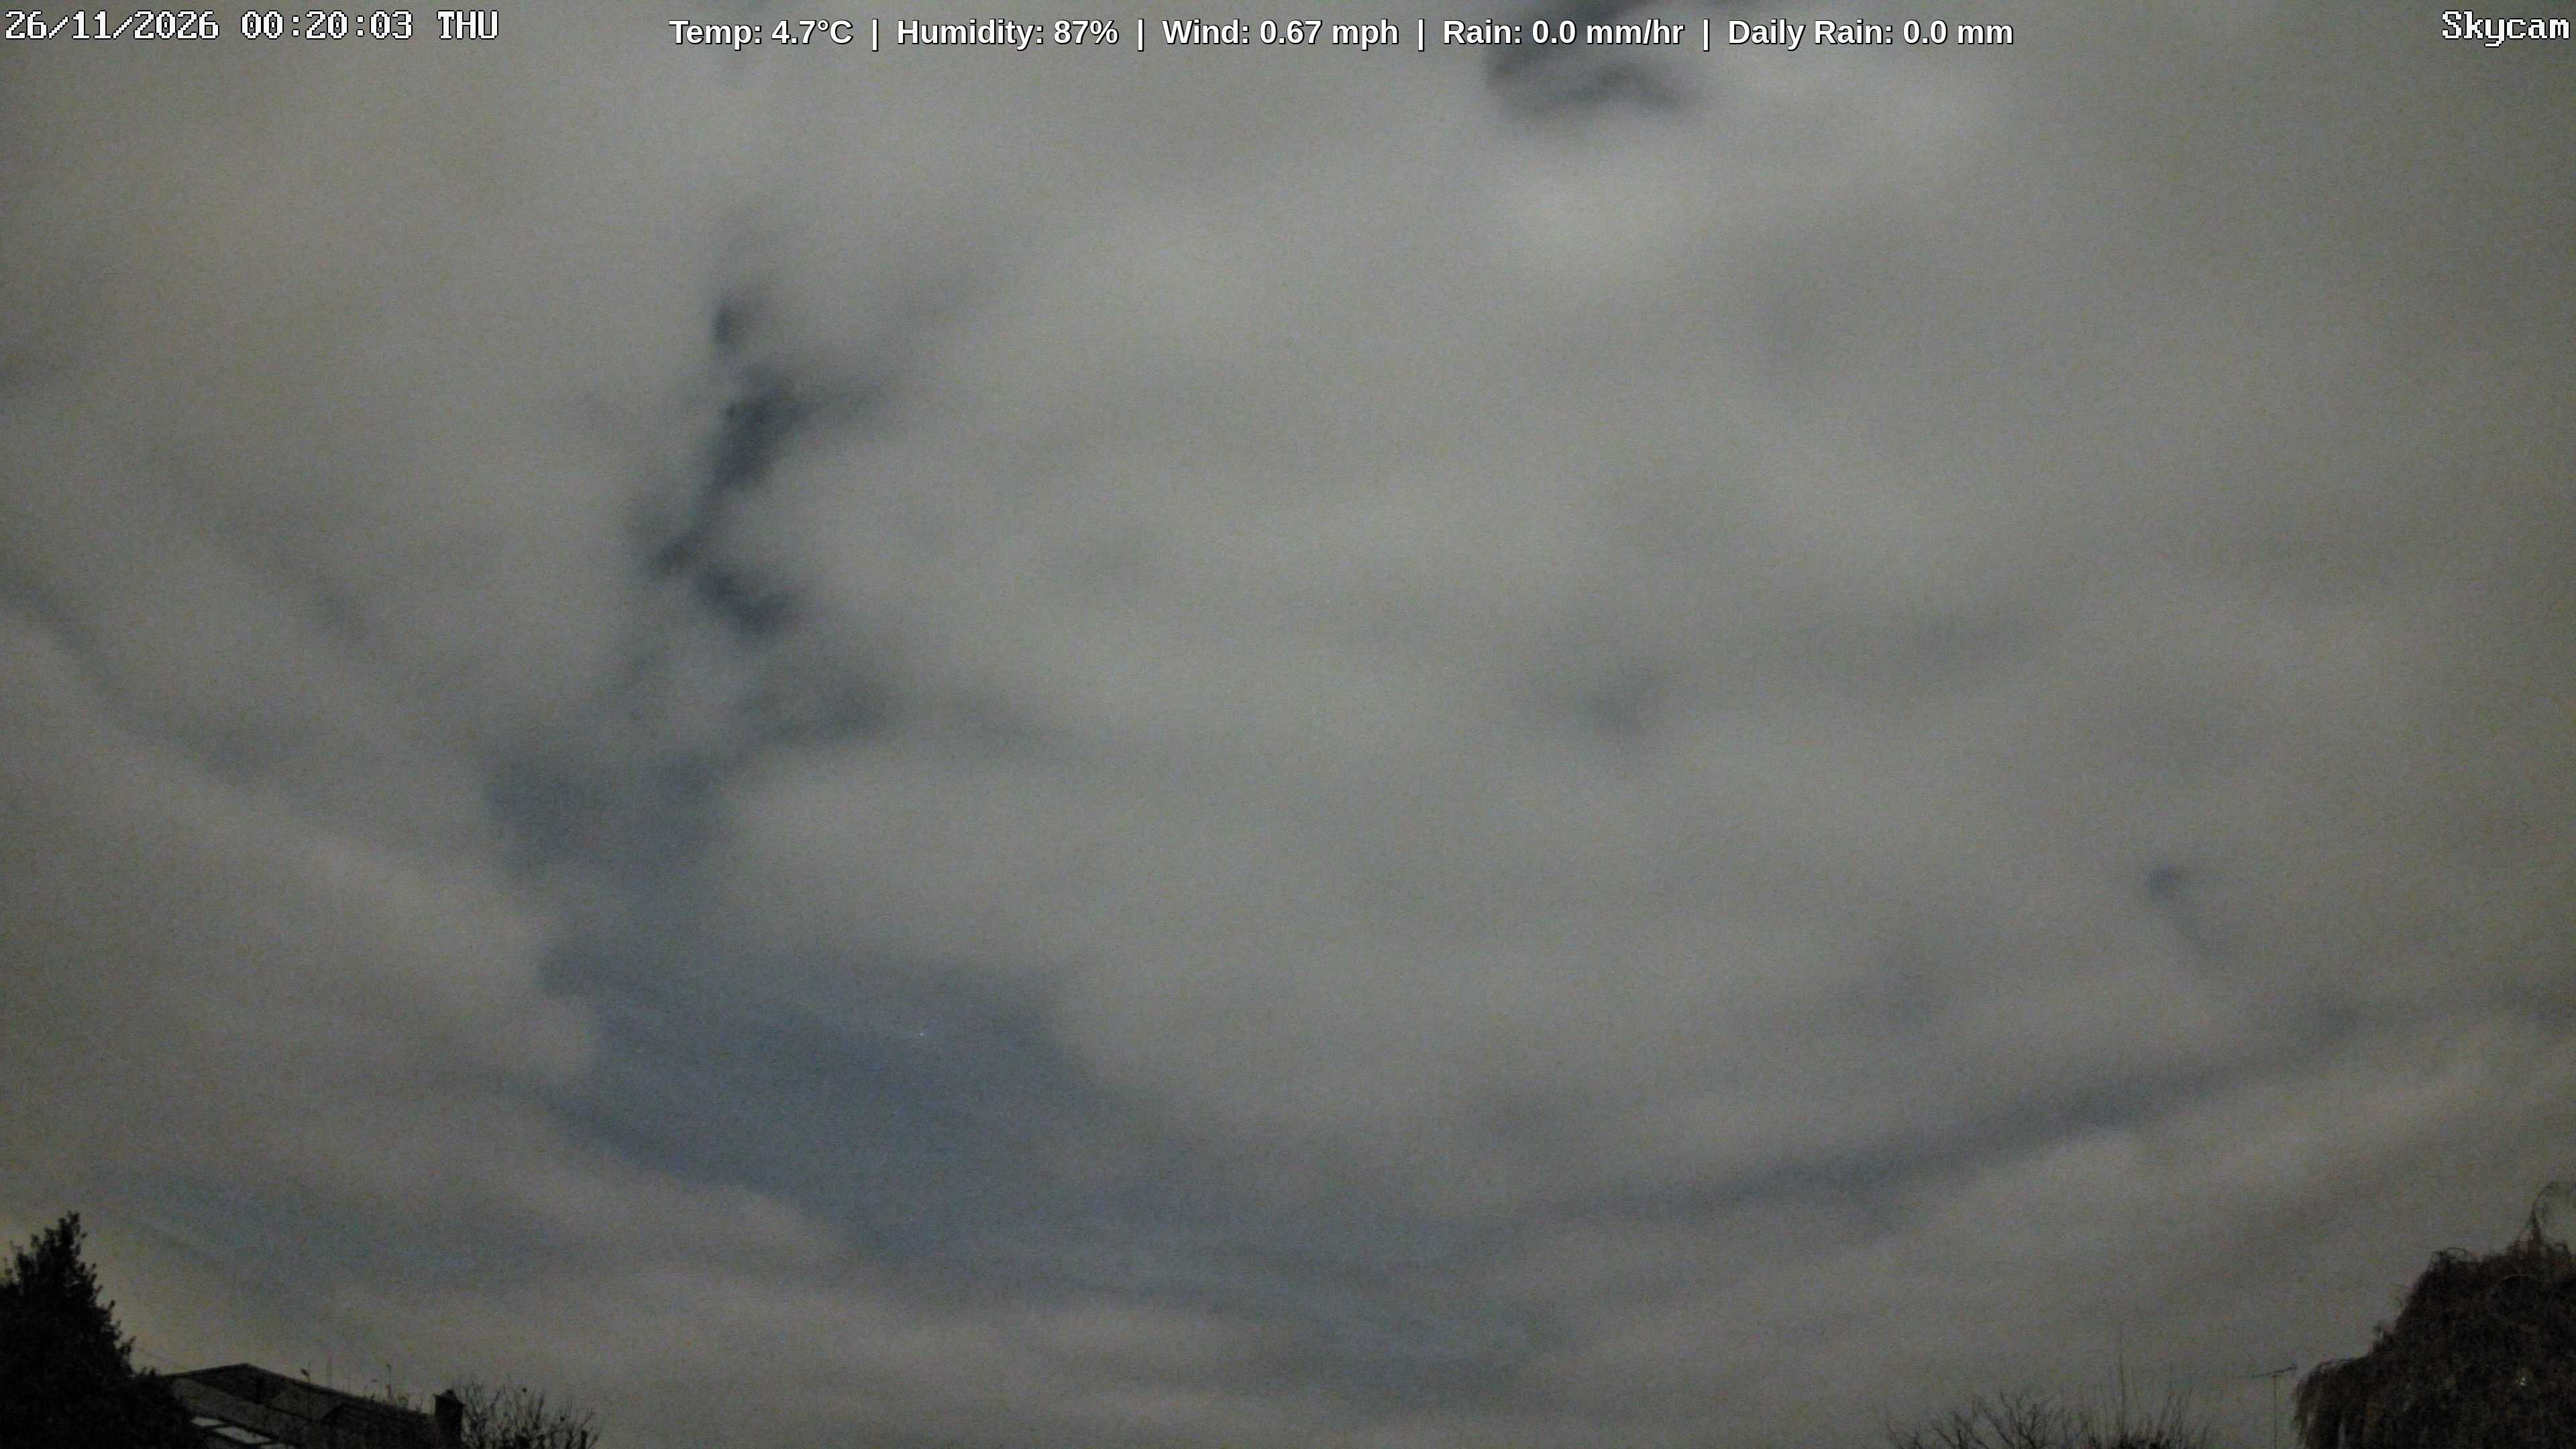 26/11/2026 00:20:03 THU
Temp: 4.7°C | Humidity: 87% | Wind: 0.67 mph | Rain: 0.0 mm/hr | Daily Rain: 0.0 mm
Skycam